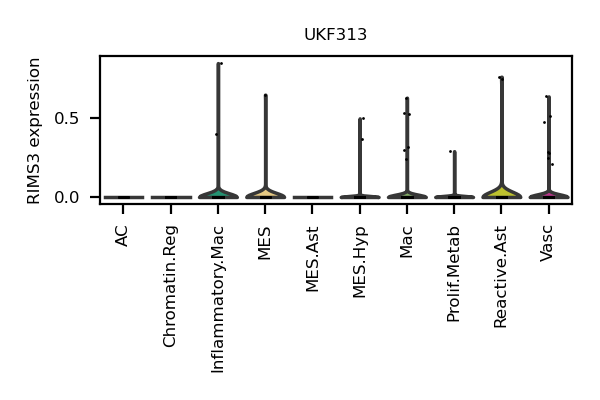 UKF313
RIMS3 expression
0.5
0.0
AC
Chromatin.Reg
Inflammatory.Mac
MES
MES.Ast
MES.Hyp
Mac
Prolif.Metab
Reactive.Ast
Vasc